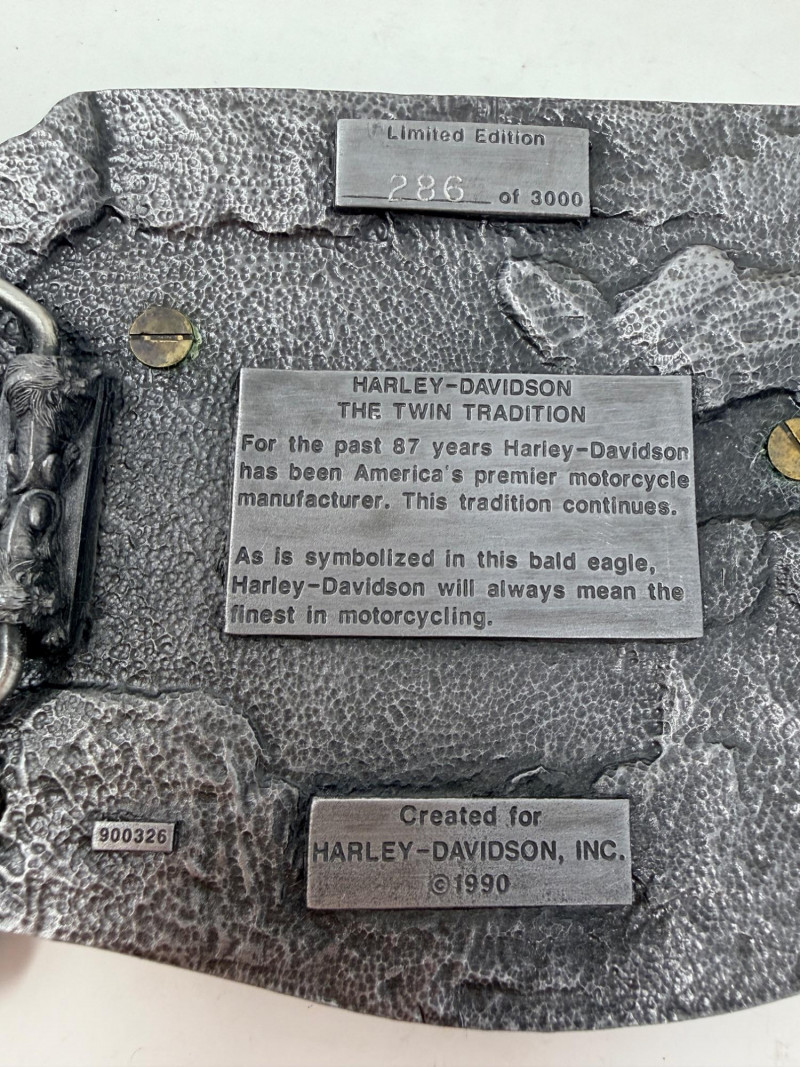 Limited Edition
286 of 3000
HARLEY-DAVIDSON
THE TWIN TRADITION
For the past 87 years Harley-Davidson
has been America's premier motorcycle
manufacturer. This tradition continues.
As is symbolized in this bald eagle,
Harley-Davidson will always mean the
finest in motorcycling.
900326
Created for
HARLEY-DAVIDSON, INC.
©1990